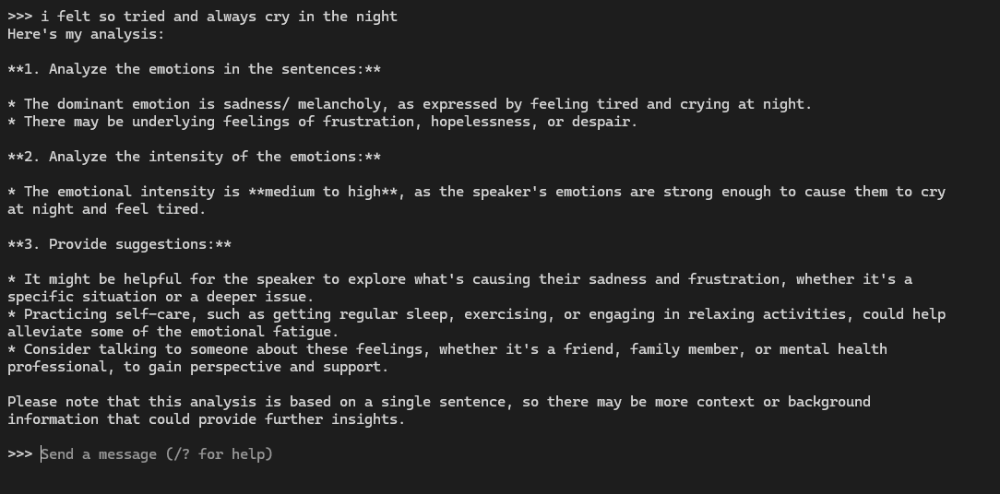 >>> i felt so tried and always cry in the night
Here's my analysis:
**1. Analyze the emotions in the sentences:**
* The dominant emotion is sadness/ melancholy, as expressed by feeling tired and crying at night.
* There may be underlying feelings of frustration, hopelessness, or despair.
**2. Analyze the intensity of the emotions:**
* The emotional intensity is **medium to high**, as the speaker's emotions are strong enough to cause them to cry
at night and feel tired.
**3. Provide suggestions:**
* It might be helpful for the speaker to explore what's causing their sadness and frustration, whether it's a
specific situation or a deeper issue.
* Practicing self-care, such as getting regular sleep, exercising, or engaging in relaxing activities, could help
alleviate some of the emotional fatigue.
* Consider talking to someone about these feelings, whether it's a friend, family member, or mental health
professional, to gain perspective and support.
Please note that this analysis is based on a single sentence, so there may be more context or background
information that could provide further insights.
>>> Send a message (/? for help)